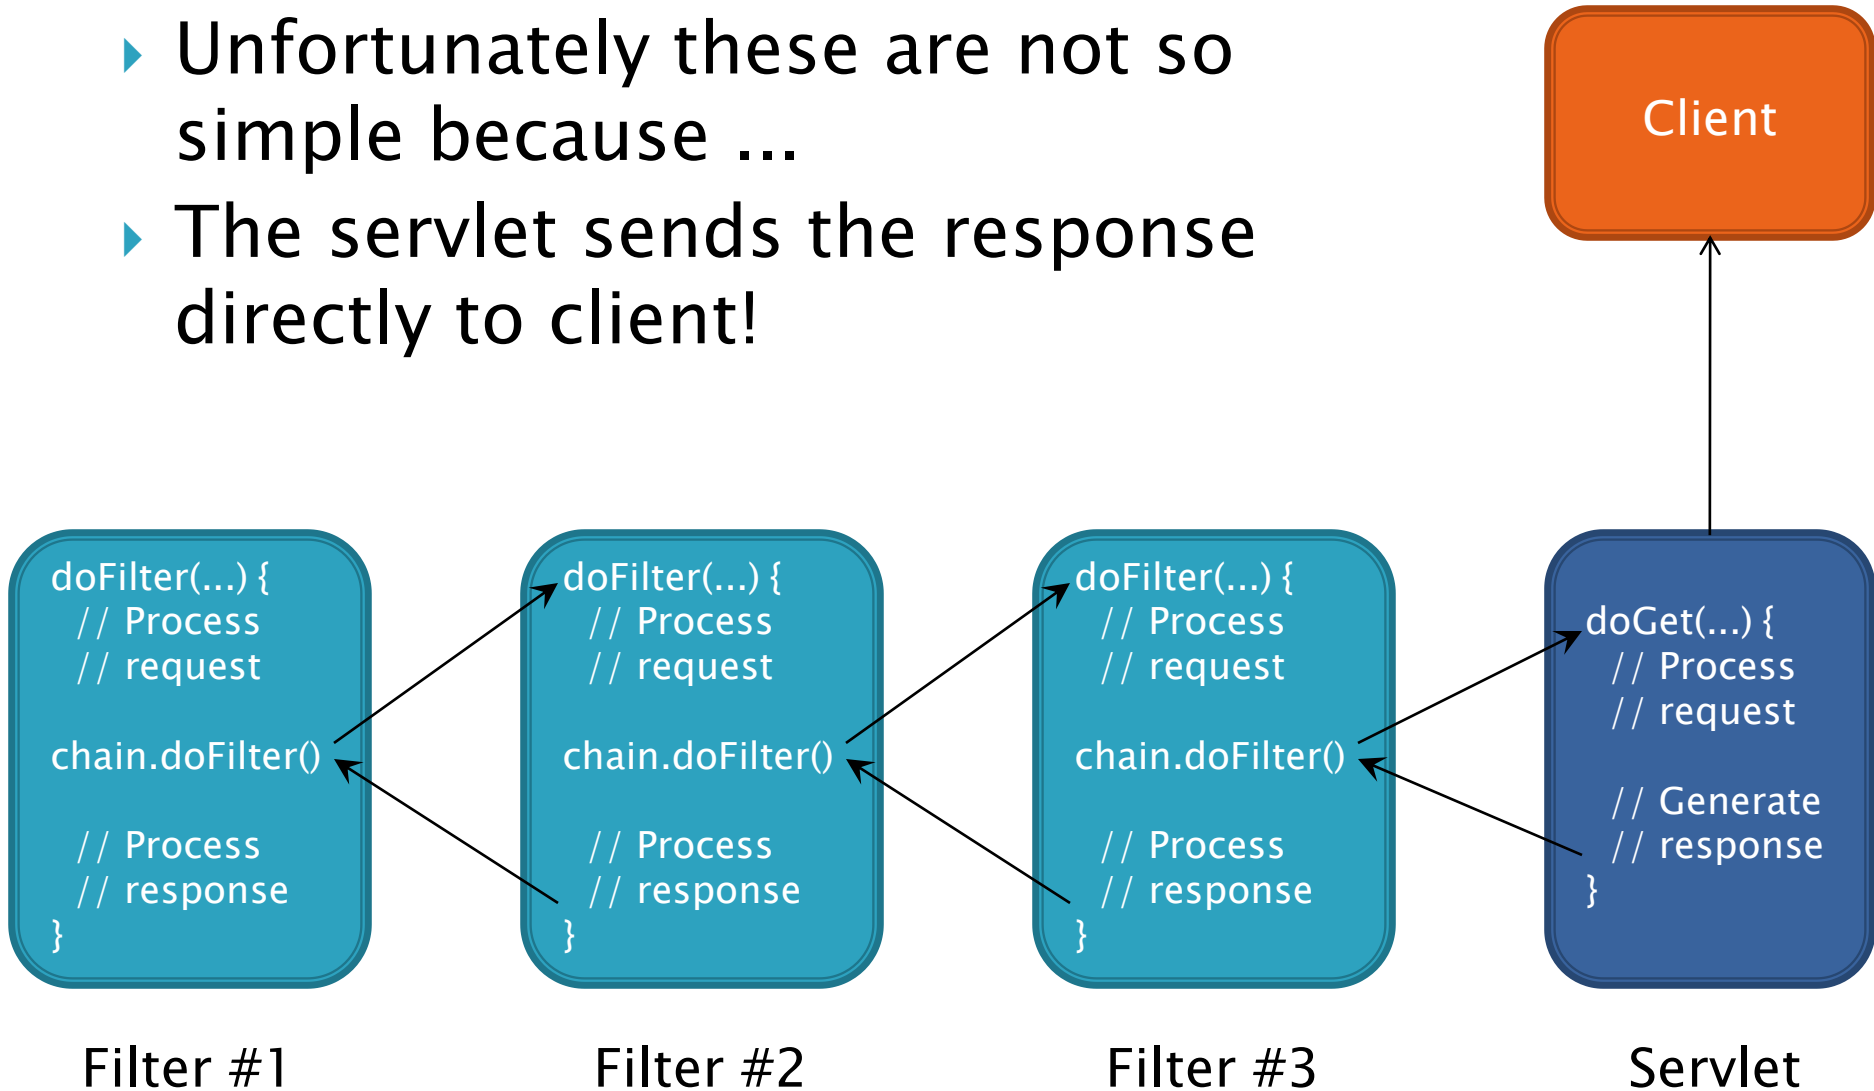 Unfortunately these are not so
simple because ...
The servlet sends the response
directly to client!
Client
doFilter(...) {
// Process
// request
chain.doFilter()
// Process
// response
}
Filter #1
doFilter(...) {
// Process
// request
chain.doFilter()
// Process
// response
}
Filter #2
doFilter(...) {
// Process
// request
chain.doFilter()
// Process
// response
}
Filter #3
doGet(...) {
// Process
// request
// Generate
// response
}
Servlet